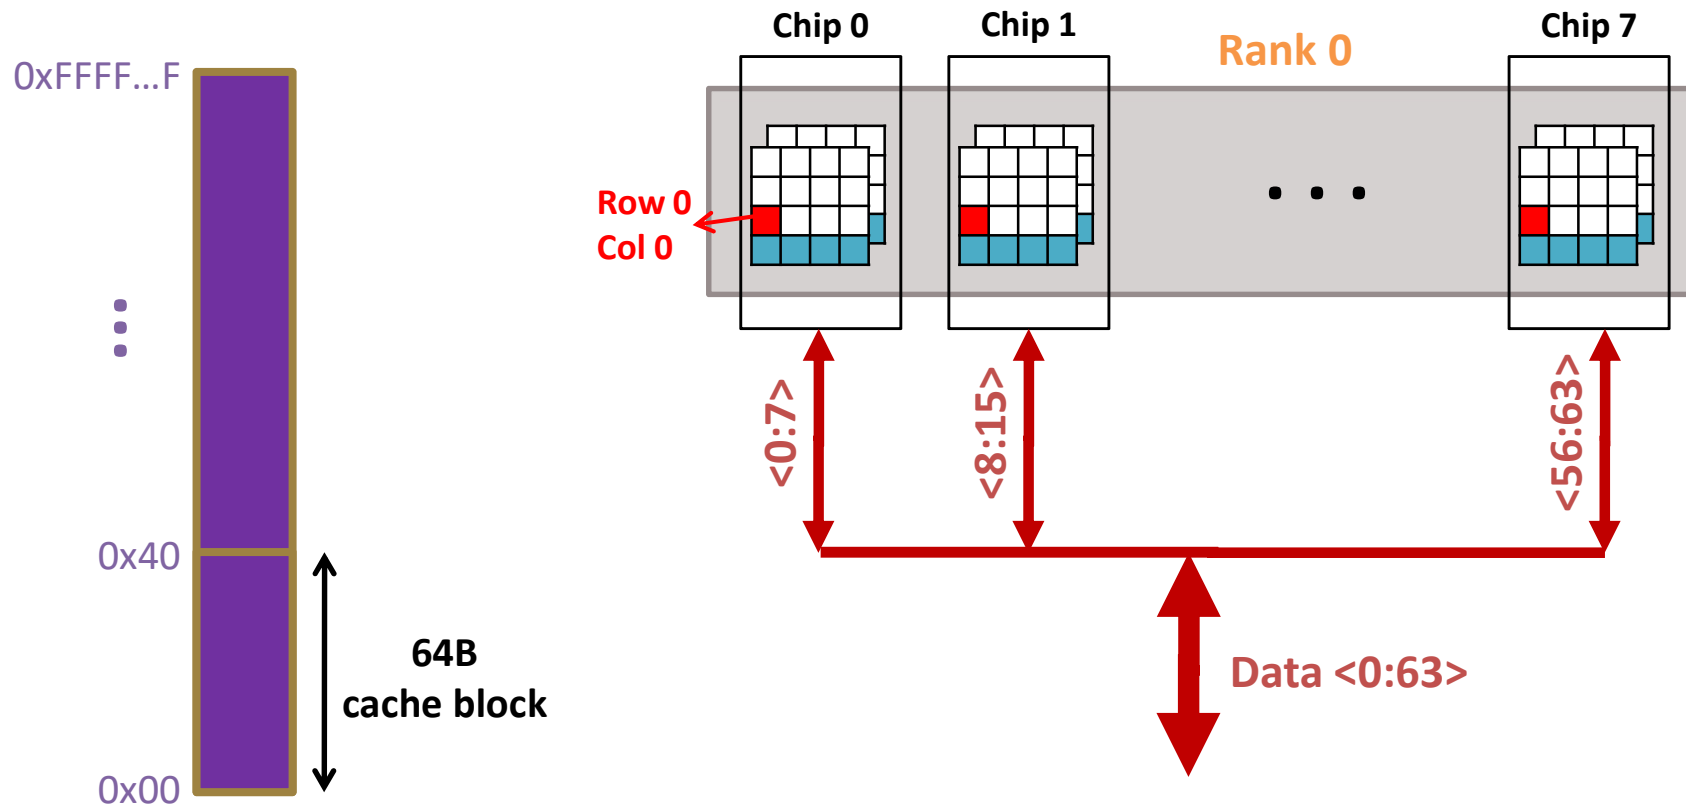 0xFFFF...F
0x40
0x00
64B
cache block
Chip 0
Chip 1
Rank 0
Chip 7
Row 0
Col 0
<0:7>
<8:15>
<56:63>
Data <0:63>